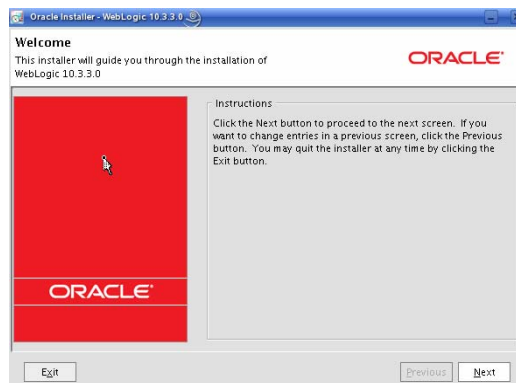 Oracle Installer - WebLogic 10.3.3.0
Welcome
This installer will guide you through the installation of
WebLogic 10.3.3.0
ORACLE
Instructions
Click the Next button to proceed to the next screen. If you
want to change entries in a previous screen, click the Previous
button. You may quit the installer at any time by clicking the
Exit button.
ORACLE
Exit
Previous
Next